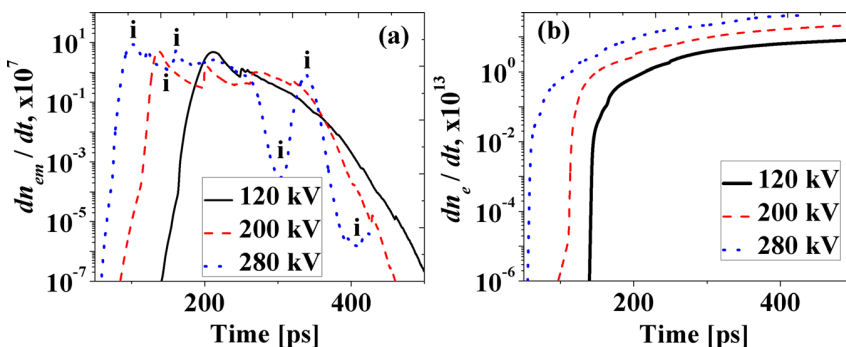 (a)
i
i
i
i
i
i
10^1
10^-1
10^-3
10^-5
10^-7
dn_em / dt, x10^7
120 kV
200 kV
280 kV
200
400
Time [ps]
(b)
10^0
10^-2
10^-4
10^-6
dn_e / dt, x10^13
120 kV
200 kV
280 kV
200
400
Time [ps]